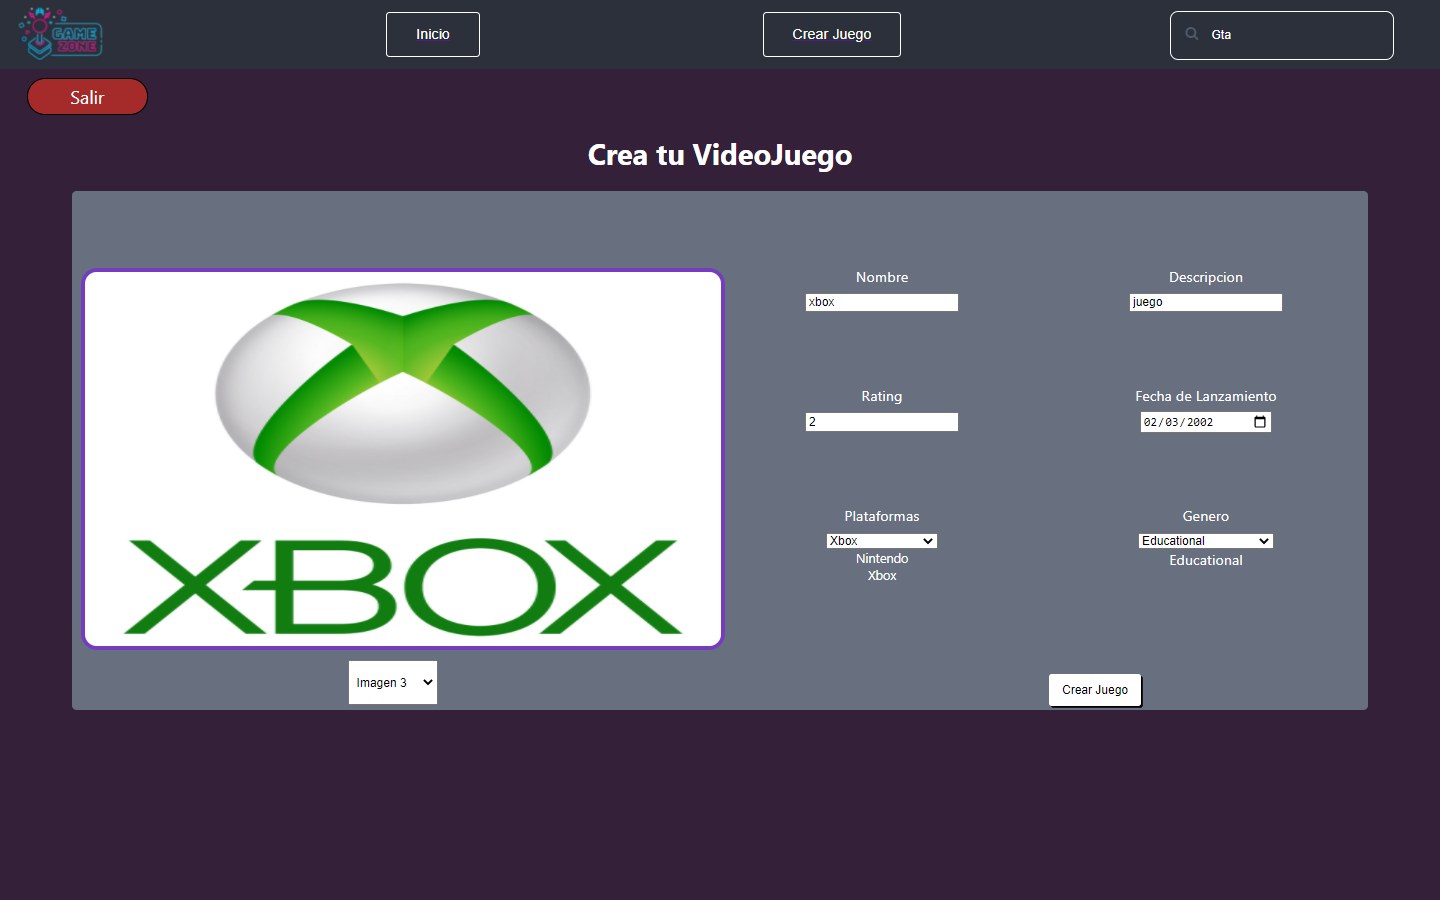 GAME
ZONE
Inicio
Crear Juego
Gta
Salir
Crea tu VideoJuego
XBOX
Imagen 3
Nombre
xbox
Descripcion
juego
Rating
2
Fecha de Lanzamiento
02/03/2002
Plataformas
Xbox
Nintendo
Xbox
Genero
Educational
Educational
Crear Juego